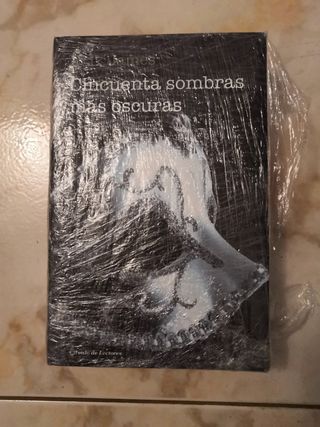 Cincuenta sombras
más oscuras
Círculo de Lectores